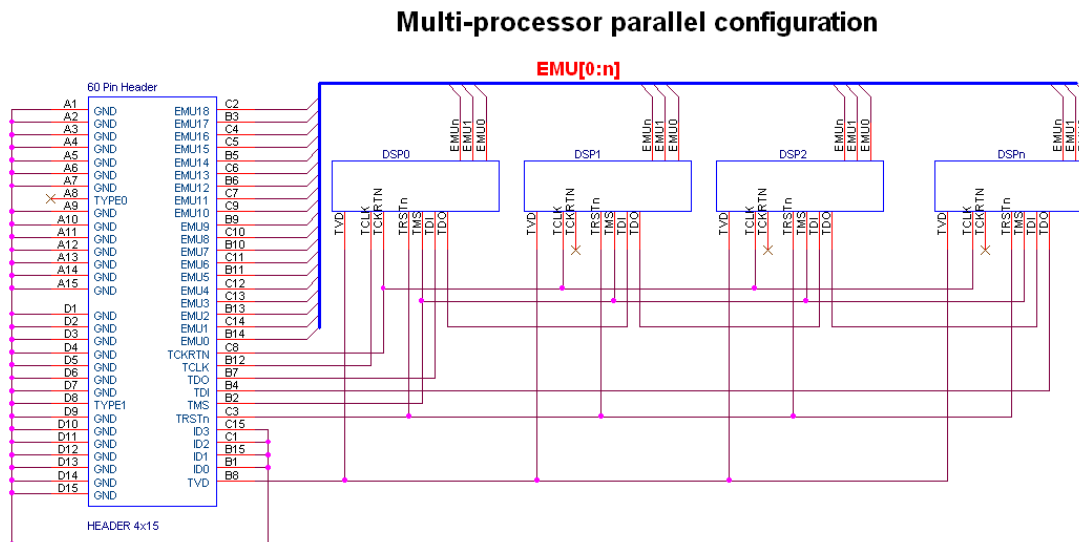 Multi-processor parallel configuration
EMU[0:n]
60 Pin Header
A1 GND EMU18 C2
A2 GND EMU17 B3
A3 GND EMU16 C4
A4 GND EMU15 C5
A5 GND EMU14 B5
A6 GND EMU13 C6
A7 GND EMU12 B6
A8 TYPE0 EMU11 C7
A9 GND EMU10 C9
A10 GND EMU9 B9
A11 GND EMU8 C10
A12 GND EMU7 B10
A13 GND EMU6 C11
A14 GND EMU5 B11
A15 GND EMU4 C12
EMU3 C13
D1 GND EMU2 B13
D2 GND EMU1 C14
D3 GND EMU0 B14
D4 GND TCKRTN C8
D5 GND TCLK B12
D6 GND TDO B7
D7 GND TDI B4
D8 TYPE1 TMS B2
D9 GND TRSTn C3
D10 GND ID3 C15
D11 GND ID2 C1
D12 GND ID1 B15
D13 GND ID0 B1
D14 GND TVD B8
D15 GND
HEADER 4x15
EMUn EMU1 EMU0
DSP0
TVD TCLK TCKRTN TRSTn TMS TDI TDO
EMUn EMU1 EMU0
DSP1
TVD TCLK TCKRTN TRSTn TMS TDI TDO
EMUn EMU1 EMU0
DSP2
TVD TCLK TCKRTN TRSTn TMS TDI TDO
EMUn EMU1 EMU0
DSPn
TVD TCLK TCKRTN TRSTn TMS TDI TDO